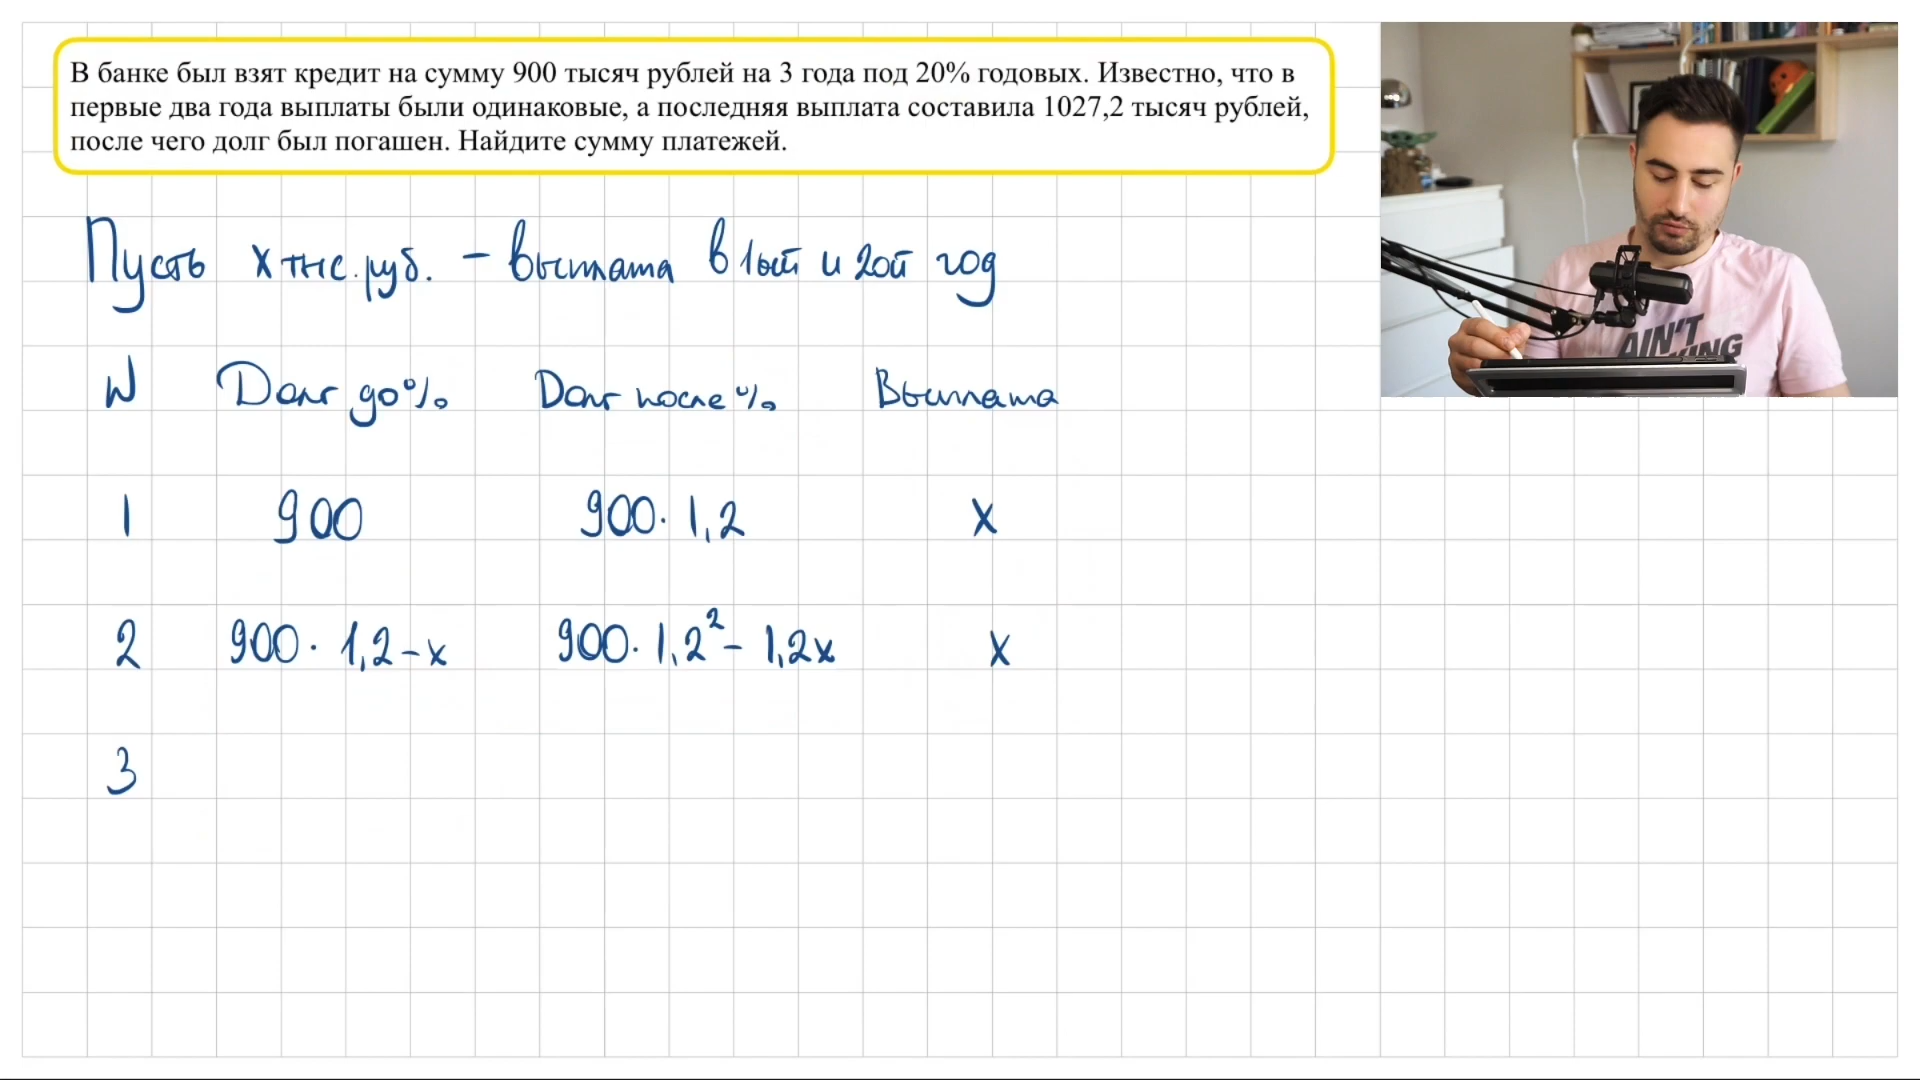 В банке был взят кредит на сумму 900 тысяч рублей на 3 года под 20% годовых. Известно, что в
первые два года выплаты были одинаковые, а последняя выплата составила 1027,2 тысяч рублей,
после чего долг был погашен. Найдите сумму платежей.
Пусть x тыс. руб. – выплата в 1ый и 2ой год
N Долг до % Долг после % Выплата
1 900 900· 1,2 x
2 900· 1,2-x 900· 1,2² - 1,2x x
3
AIN'T